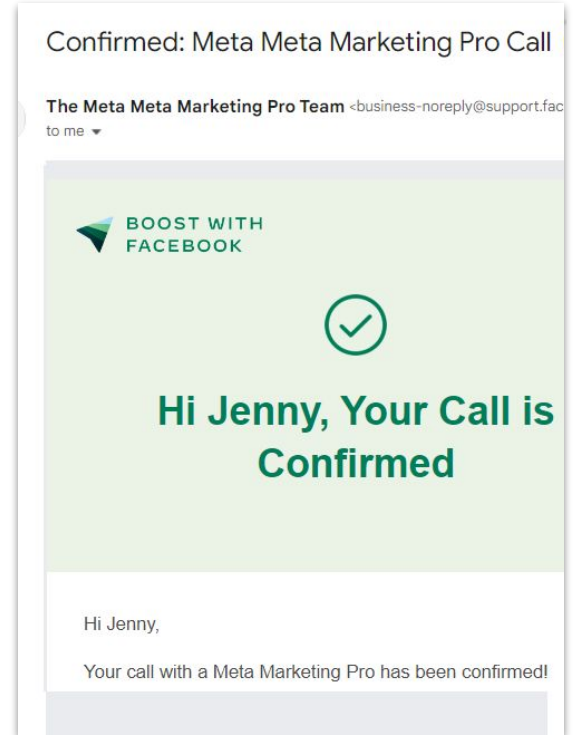 Confirmed: Meta Meta Marketing Pro Call
The Meta Meta Marketing Pro Team <business-noreply@support.fac
to me
BOOST WITH
FACEBOOK
Hi Jenny, Your Call is
Confirmed
Hi Jenny,
Your call with a Meta Marketing Pro has been confirmed!